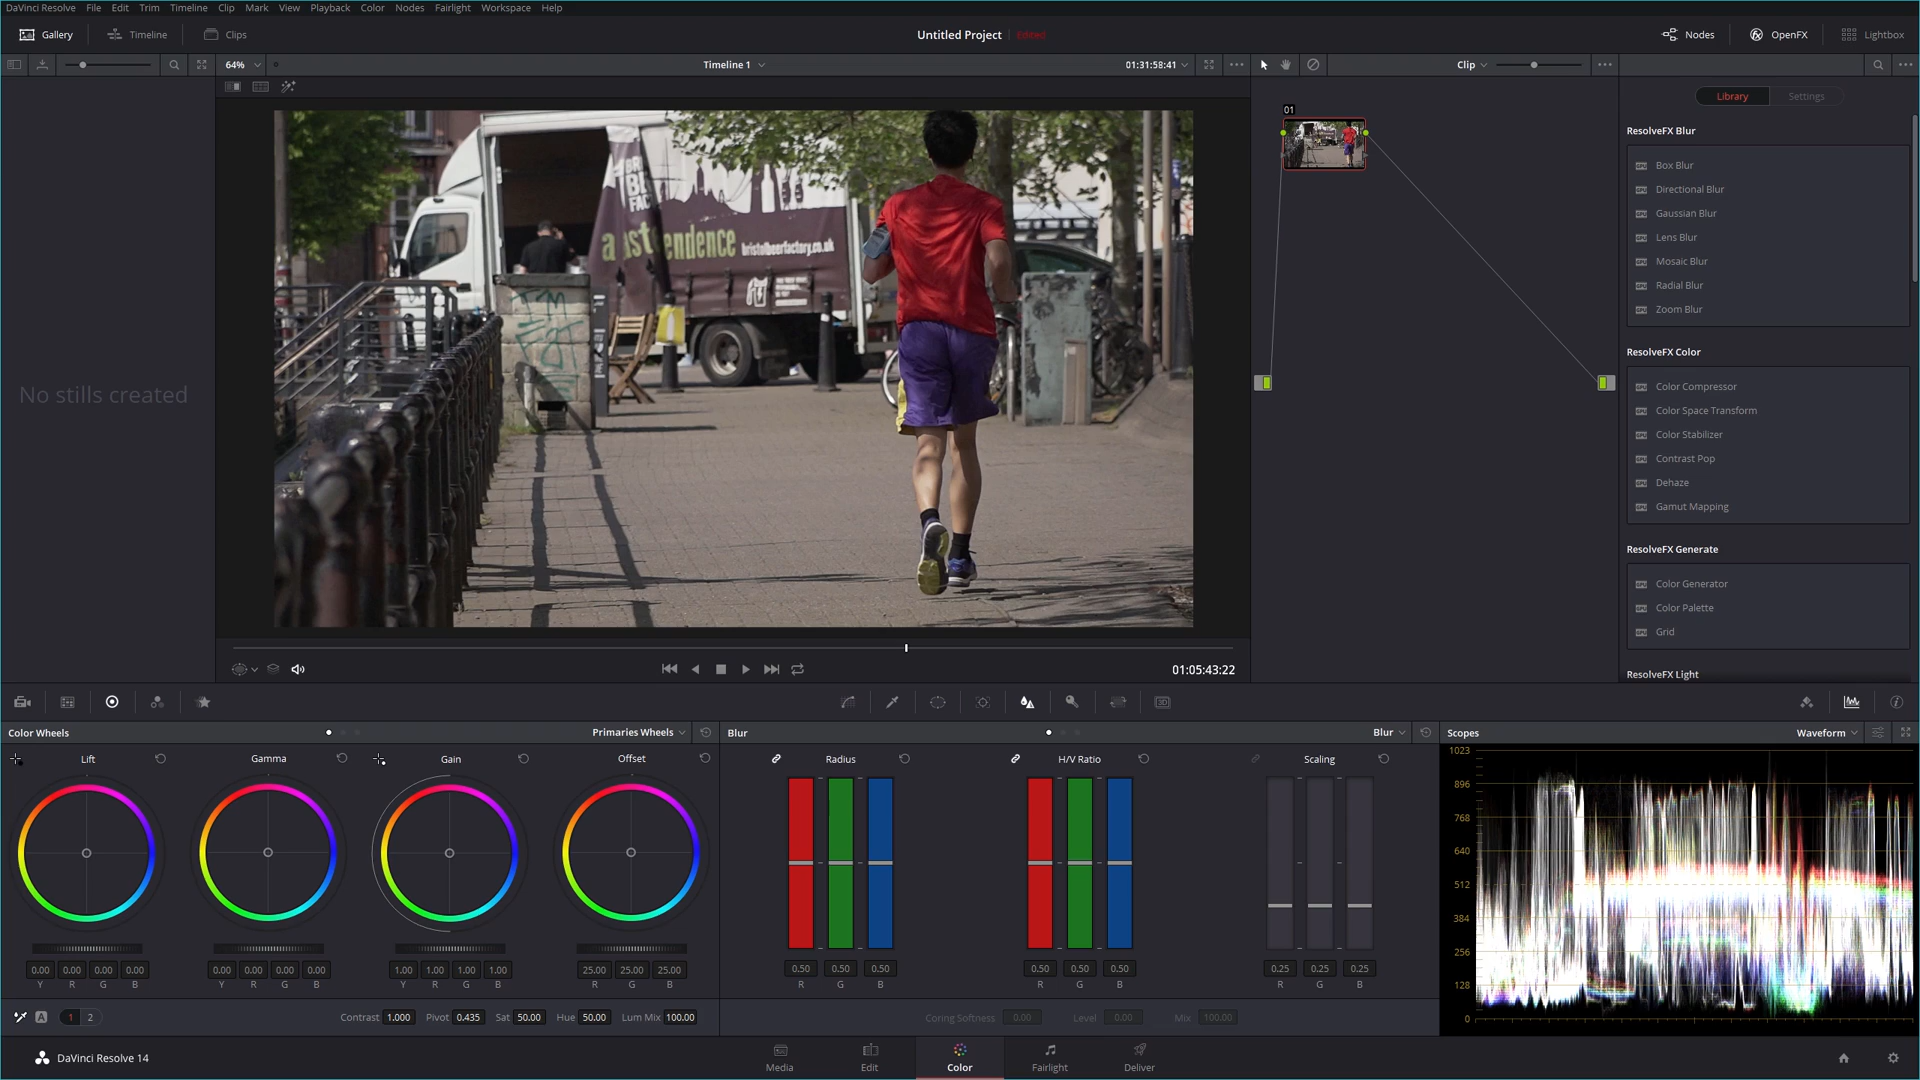 DaVinci Resolve File Edit Trim Timeline Clip Mark View Playback Color Nodes Fairlight Workspace Help
Gallery Timeline Clips Untitled Project Edited Nodes OpenFX Lightbox
64% Timeline 1 01:31:58:41 Clip
Library Settings
01
No stills created
a ast endence bristolbeerfactory.co.uk
01:05:43:22
ResolveFX Blur
Box Blur
Directional Blur
Gaussian Blur
Lens Blur
Mosaic Blur
Radial Blur
Zoom Blur
ResolveFX Color
Color Compressor
Color Space Transform
Color Stabilizer
Contrast Pop
Dehaze
Gamut Mapping
ResolveFX Generate
Color Generator
Color Palette
Grid
ResolveFX Light
Color Wheels Primaries Wheels
Lift Gamma Gain Offset
0.00 0.00 0.00 0.00 0.00 0.00 0.00 0.00 1.00 1.00 1.00 1.00 25.00 25.00 25.00
Y R G B Y R G B Y R G B R G B
A 1 2 Contrast 1.000 Pivot 0.435 Sat 50.00 Hue 50.00 Lum Mix 100.00
Blur Blur
Radius H/V Ratio Scaling
0.50 0.50 0.50 0.50 0.50 0.50 0.25 0.25 0.25
R G B R G B R G B
Coring Softness 0.00 Level 0.00 Mix 100.00
Scopes Waveform
1023
896
768
640
512
384
256
128
0
DaVinci Resolve 14 Media Edit Color Fairlight Deliver